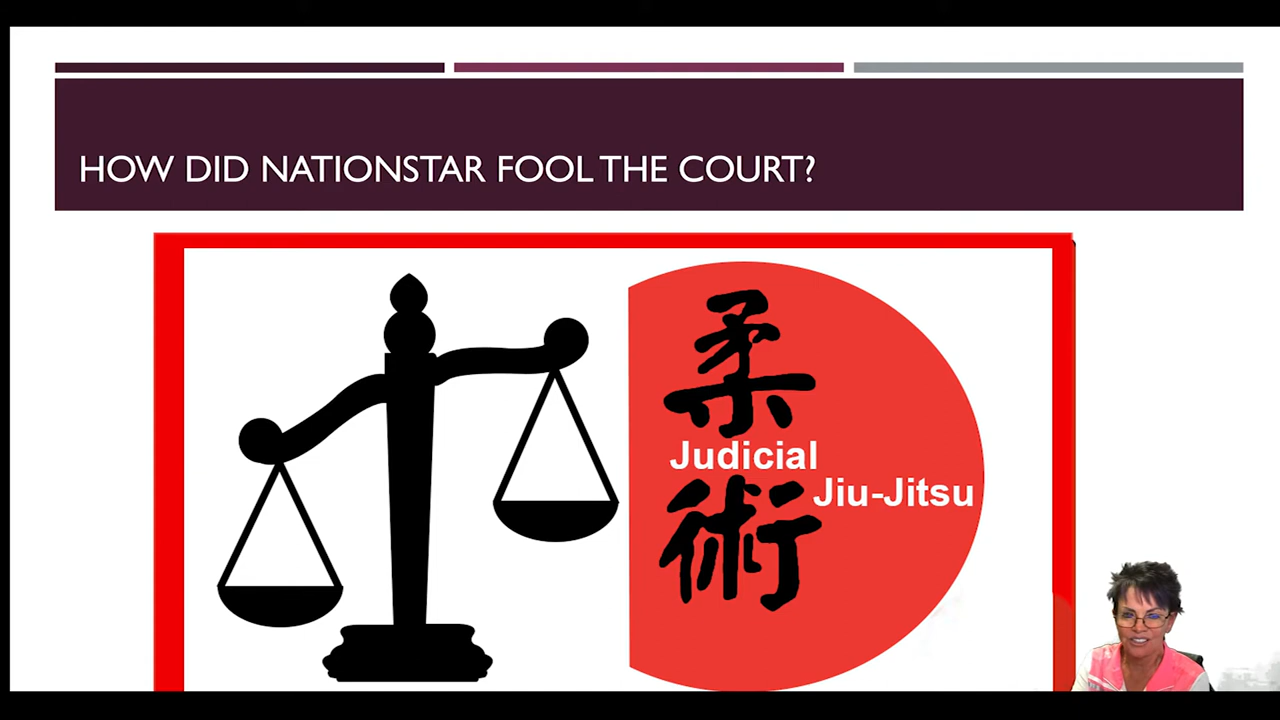 HOW DID NATIONSTAR FOOL THE COURT?
柔
Judicial
Jiu-Jitsu
術